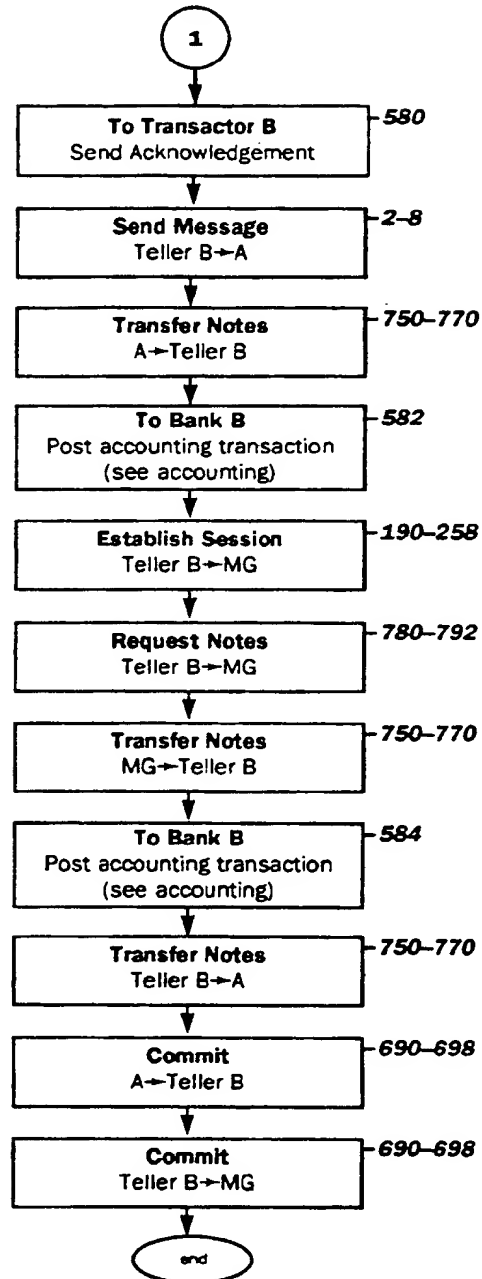 1
To Transactor B
Send Acknowledgement
580
Send Message
Teller B→A
2–8
Transfer Notes
A→Teller B
750–770
To Bank B
Post accounting transaction
(see accounting)
582
Establish Session
Teller B→MG
190–258
Request Notes
Teller B→MG
780–792
Transfer Notes
MG→Teller B
750–770
To Bank B
Post accounting transaction
(see accounting)
584
Transfer Notes
Teller B→A
750–770
Commit
A→Teller B
690–698
Commit
Teller B→MG
690–698
end